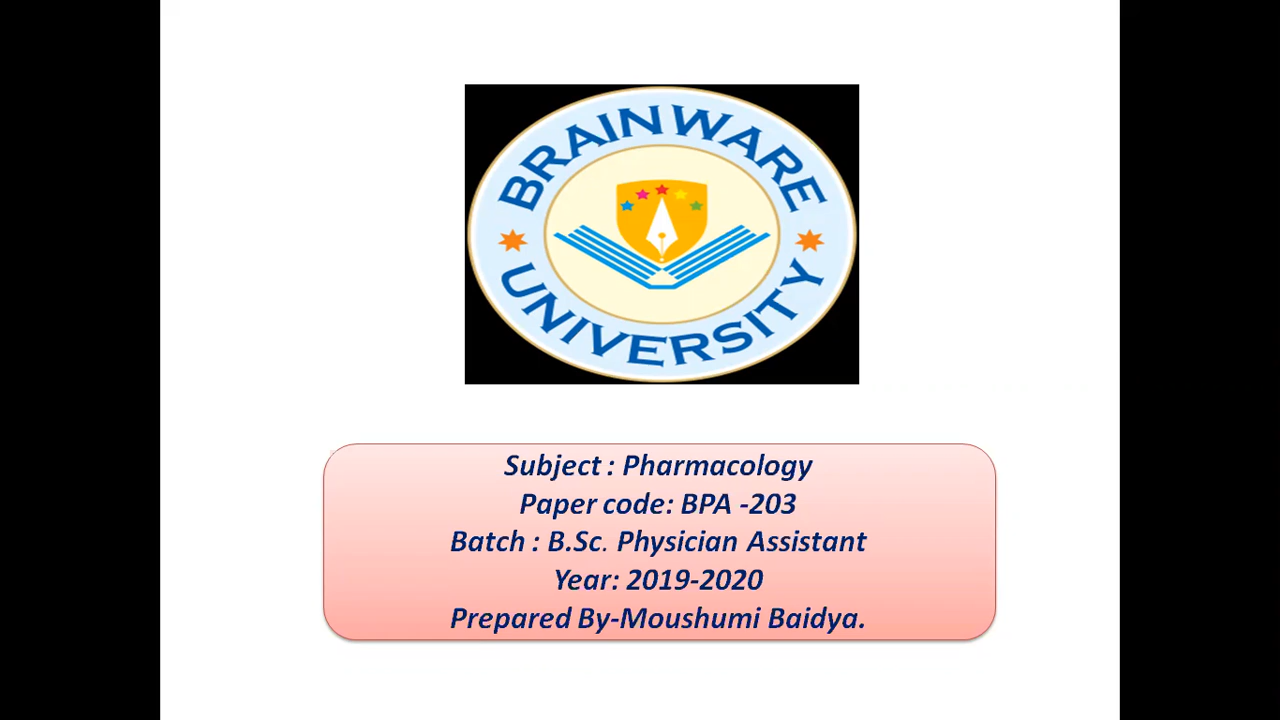 BRAINWARE
UNIVERSITY
Subject : Pharmacology
Paper code: BPA -203
Batch : B.Sc. Physician Assistant
Year: 2019-2020
Prepared By-Moushumi Baidya.